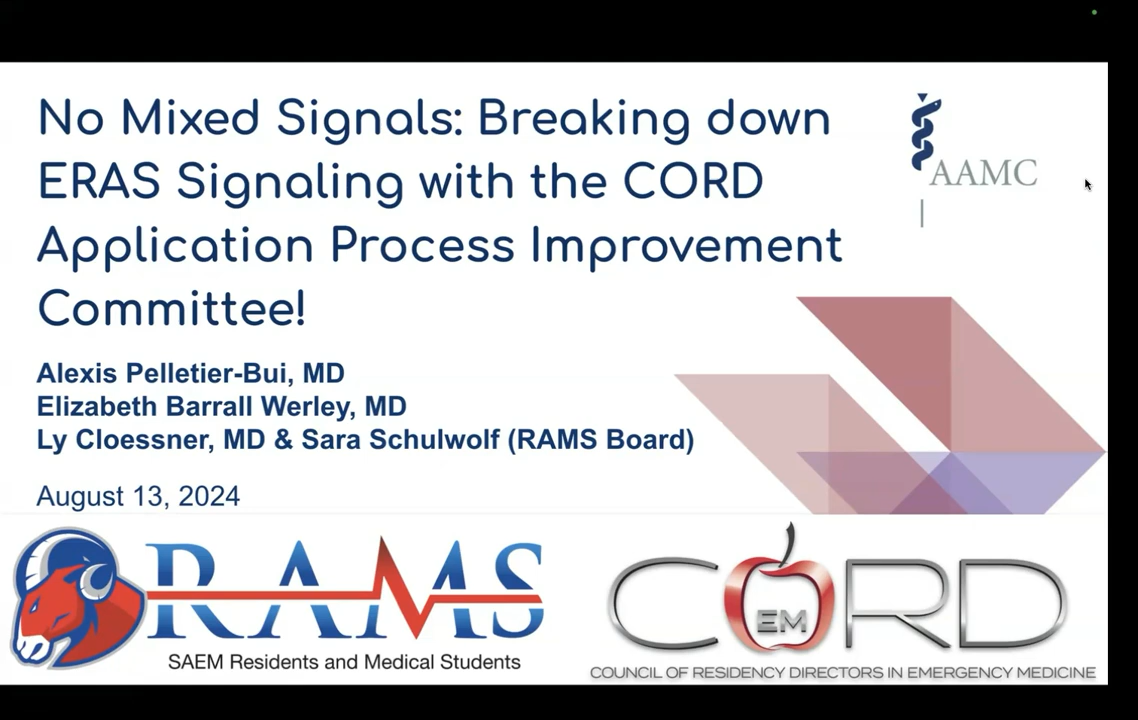 No Mixed Signals: Breaking down
ERAS Signaling with the CORD
Application Process Improvement
Committee!
AAMC
Alexis Pelletier-Bui, MD
Elizabeth Barrall Werley, MD
Ly Cloessner, MD & Sara Schulwolf (RAMS Board)
August 13, 2024
RAMS
SAEM Residents and Medical Students
CORD
EM
COUNCIL OF RESIDENCY DIRECTORS IN EMERGENCY MEDICINE